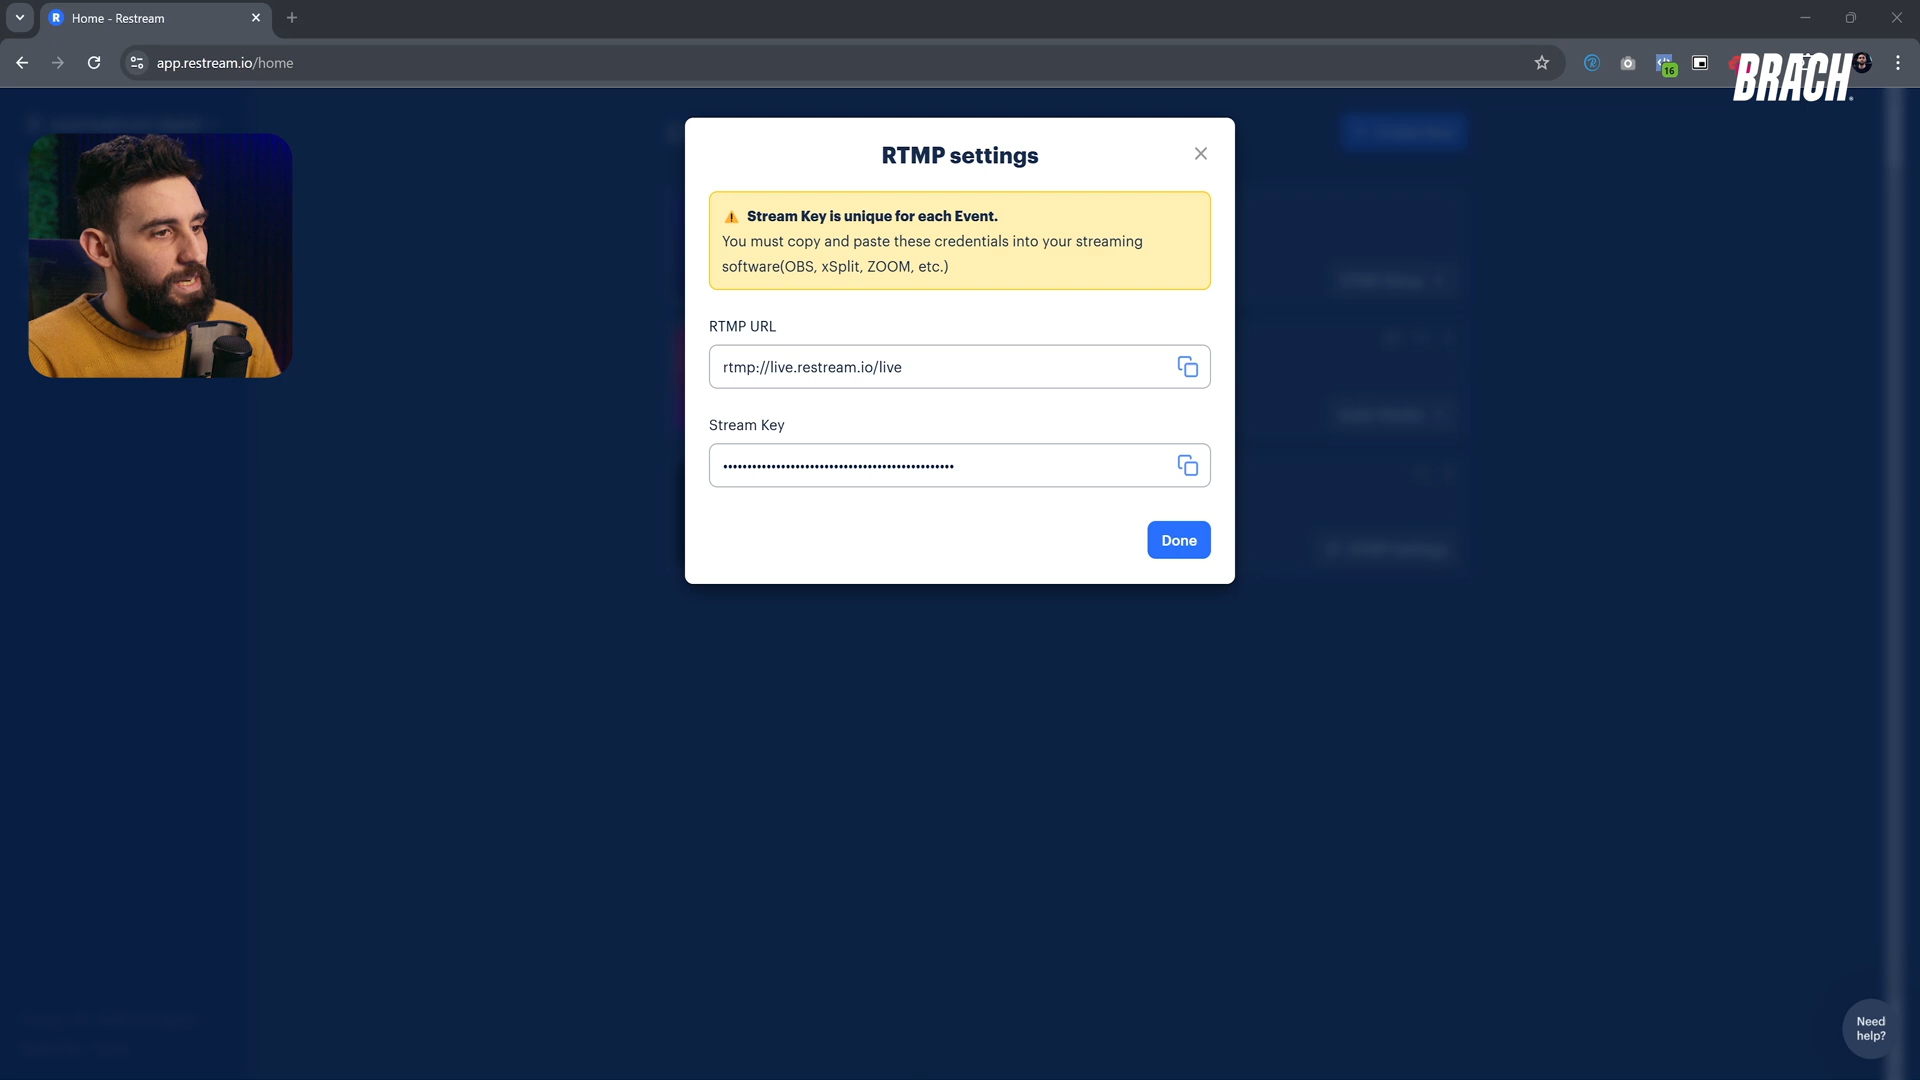 Home - Restream
app.restream.io/home
16
BRACH
RTMP settings
⚠ Stream Key is unique for each Event.
You must copy and paste these credentials into your streaming
software(OBS, xSplit, ZOOM, etc.)
RTMP URL
rtmp://live.restream.io/live
Stream Key
Done
Need
help?